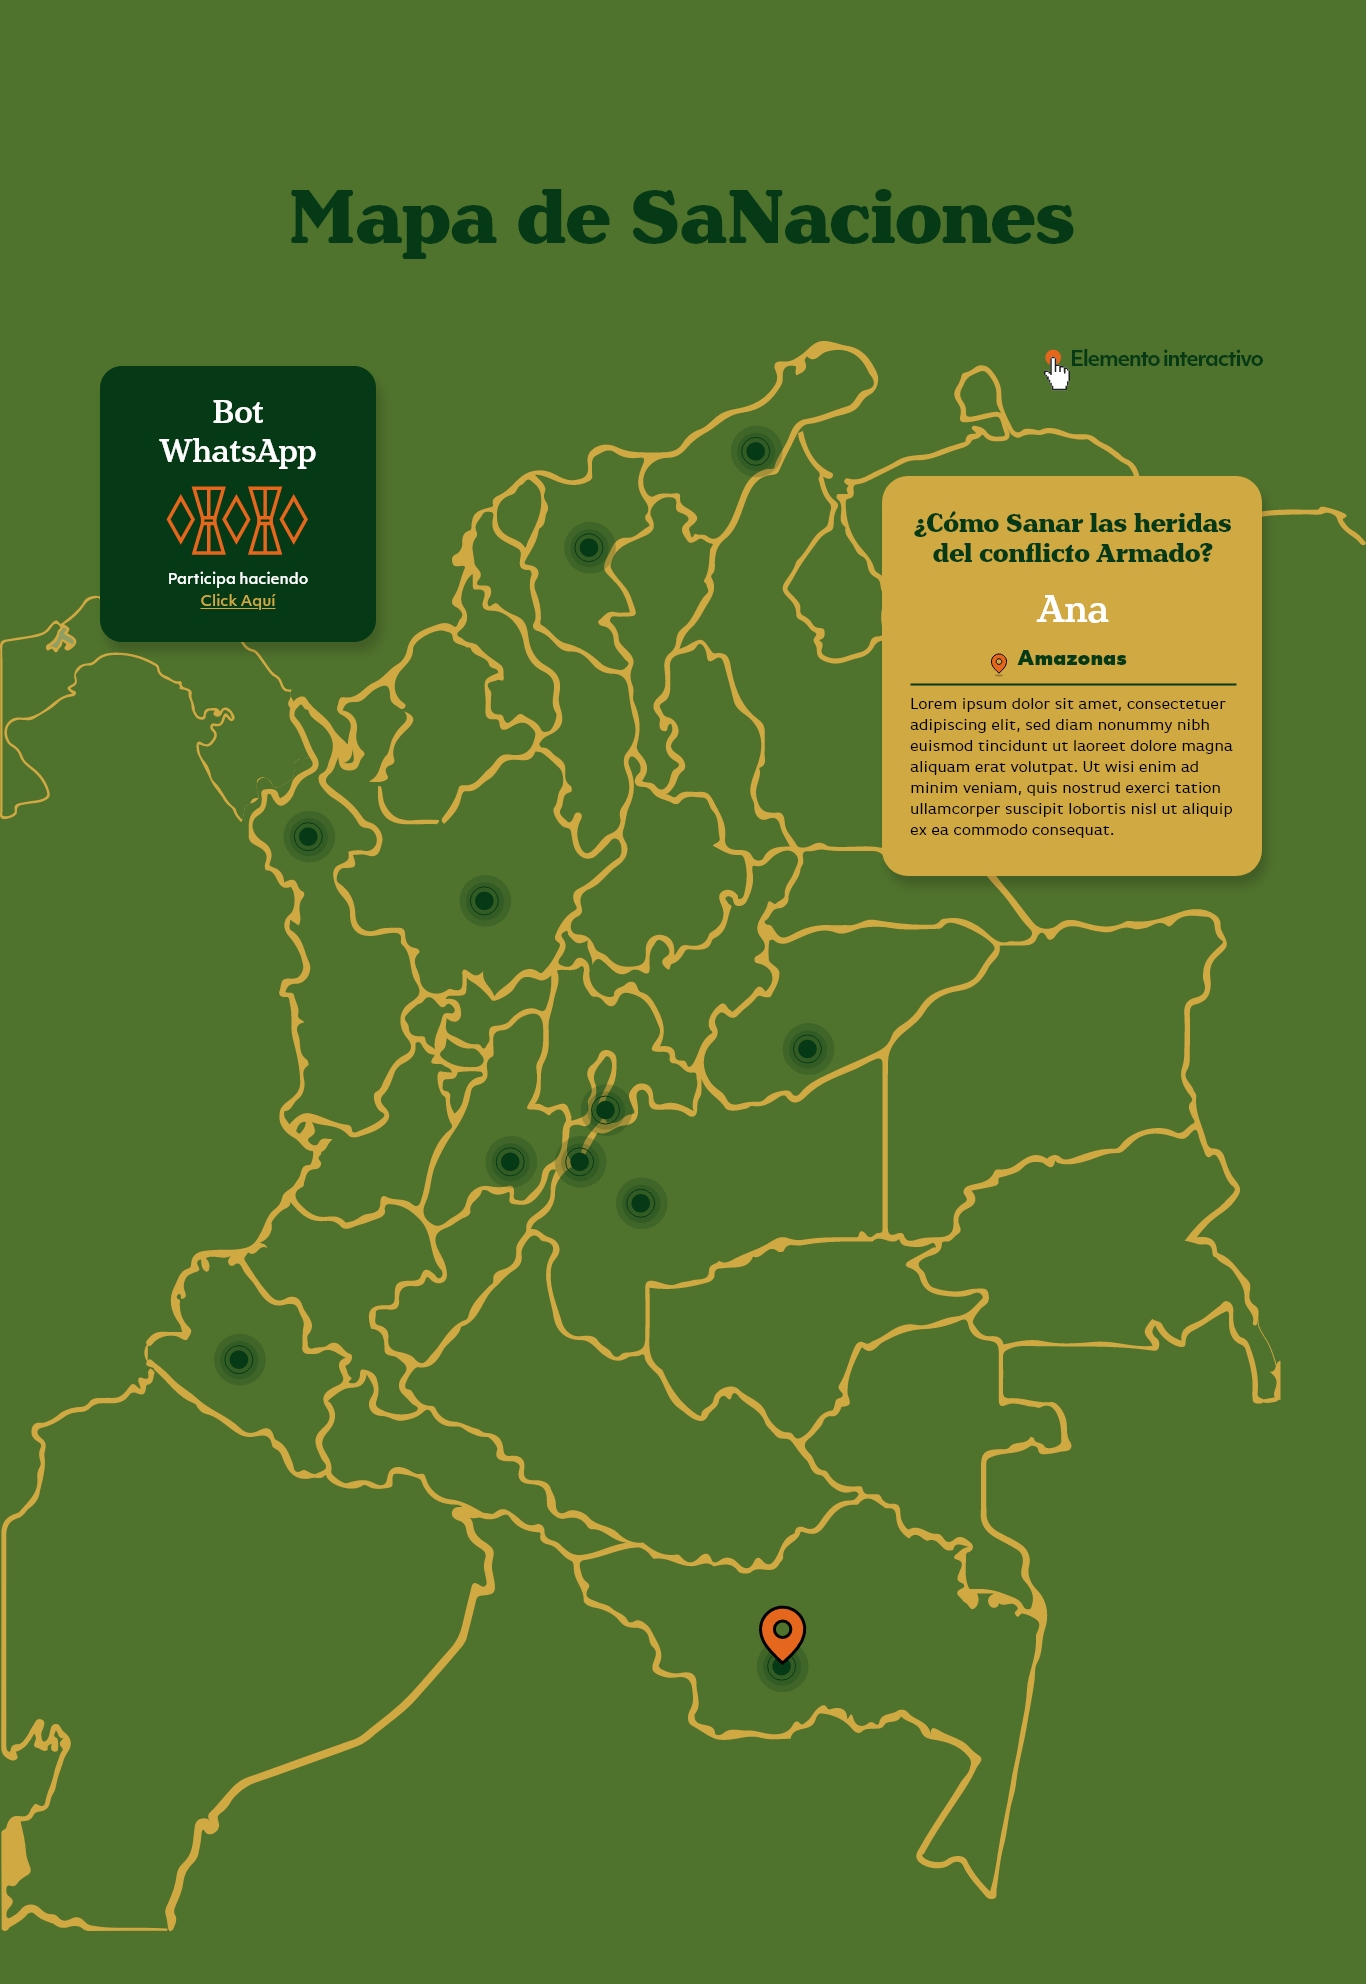 Mapa de SaNaciones
Elemento interactivo
Bot
WhatsApp
Participa haciendo
Click Aquí
¿Cómo Sanar las heridas
del conflicto Armado?
Ana
Amazonas
Lorem ipsum dolor sit amet, consectetuer
adipiscing elit, sed diam nonummy nibh
euismod tincidunt ut laoreet dolore magna
aliquam erat volutpat. Ut wisi enim ad
minim veniam, quis nostrud exerci tation
ullamcorper suscipit lobortis nisl ut aliquip
ex ea commodo consequat.